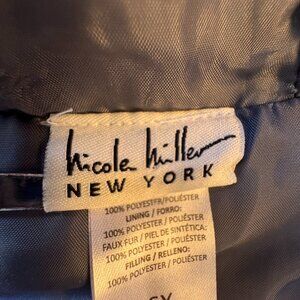 Nicole Miller
NEW YORK
100% POLYESTER/POLIÉSTER
LINING / FORRO:
100% POLYESTER/POLIÉSTER
FAUX FUR / PIEL DE SINTÉTICA:
100% POLYESTER/POLIÉSTER
FILLING / RELLENO:
100% POLYESTER / POLIÉSTER